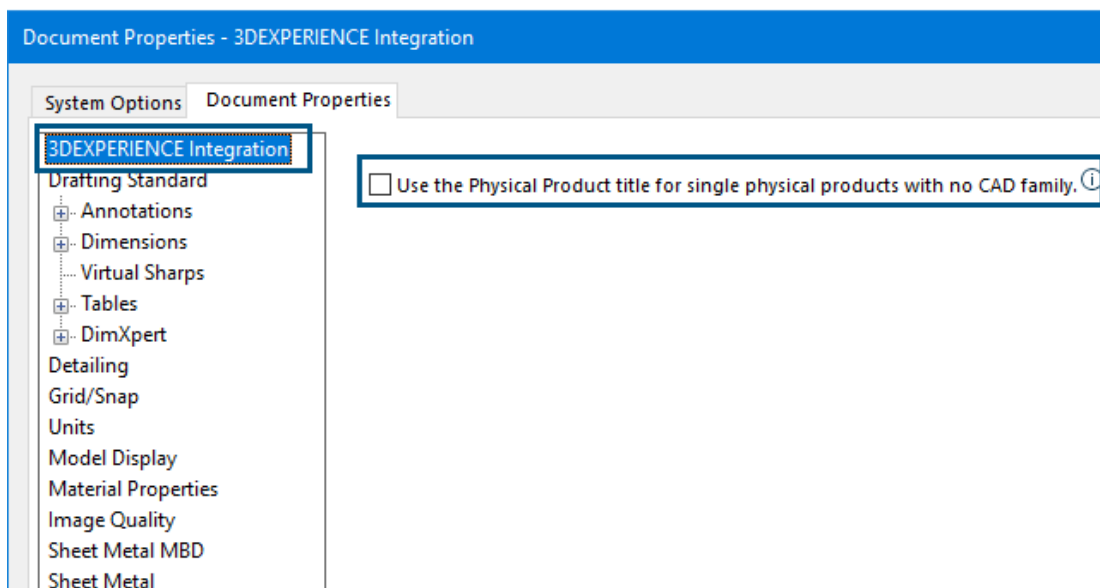 Document Properties - 3DEXPERIENCE Integration
System Options
Document Properties
3DEXPERIENCE Integration
Use the Physical Product title for single physical products with no CAD family.
Drafting Standard
Annotations
Dimensions
Virtual Sharps
Tables
DimXpert
Detailing
Grid/Snap
Units
Model Display
Material Properties
Image Quality
Sheet Metal MBD
Sheet Metal